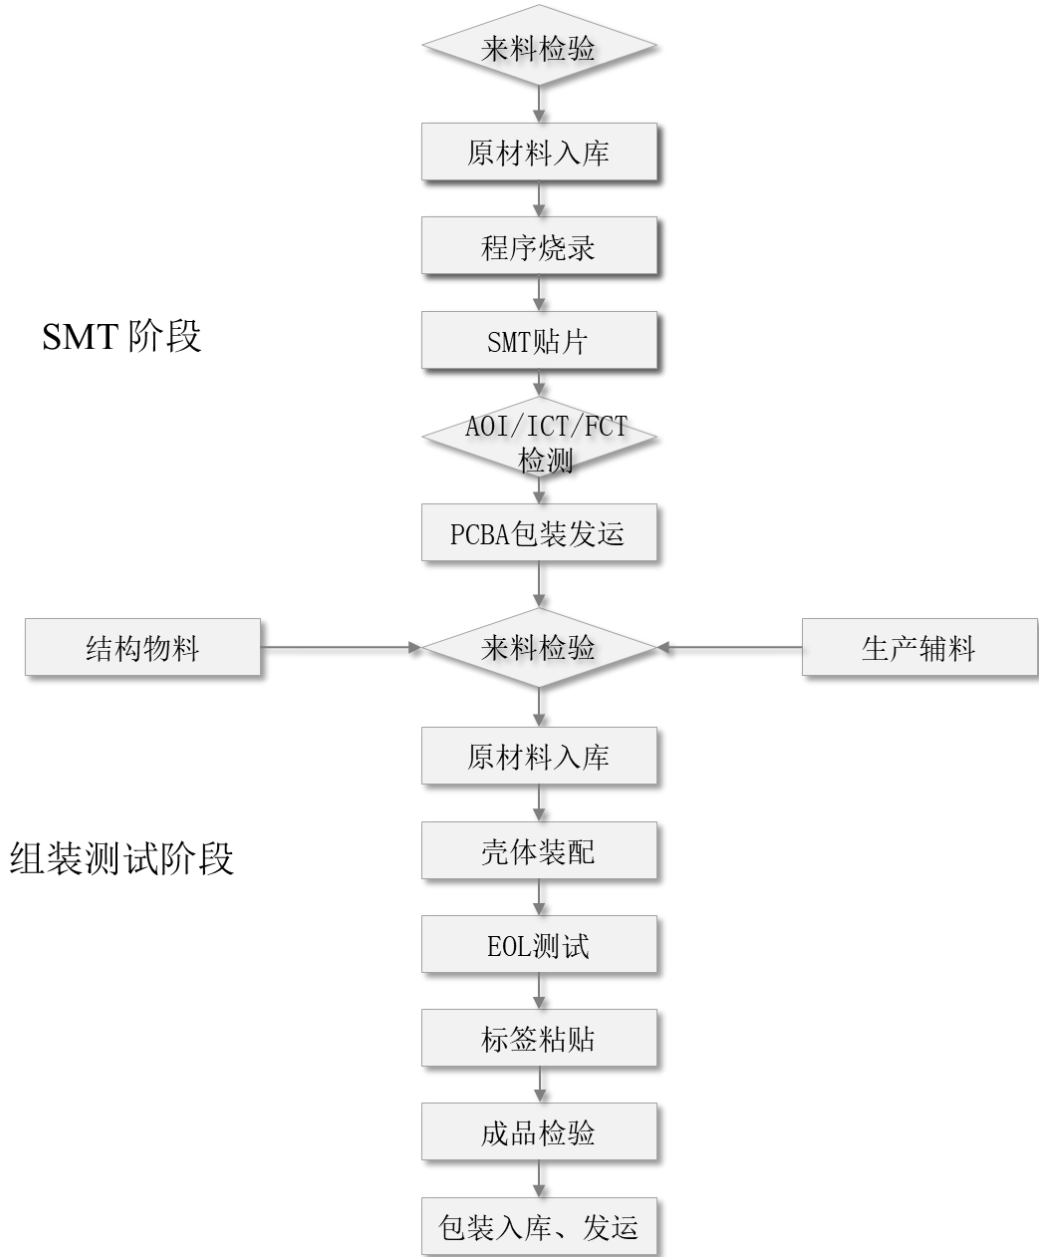 来料检验
原材料入库
程序烧录
SMT 阶段
SMT贴片
AOI/ICT/FCT
检测
PCBA包装发运
结构物料
来料检验
生产辅料
原材料入库
壳体装配
组装测试阶段
EOL测试
标签粘贴
成品检验
包装入库、发运